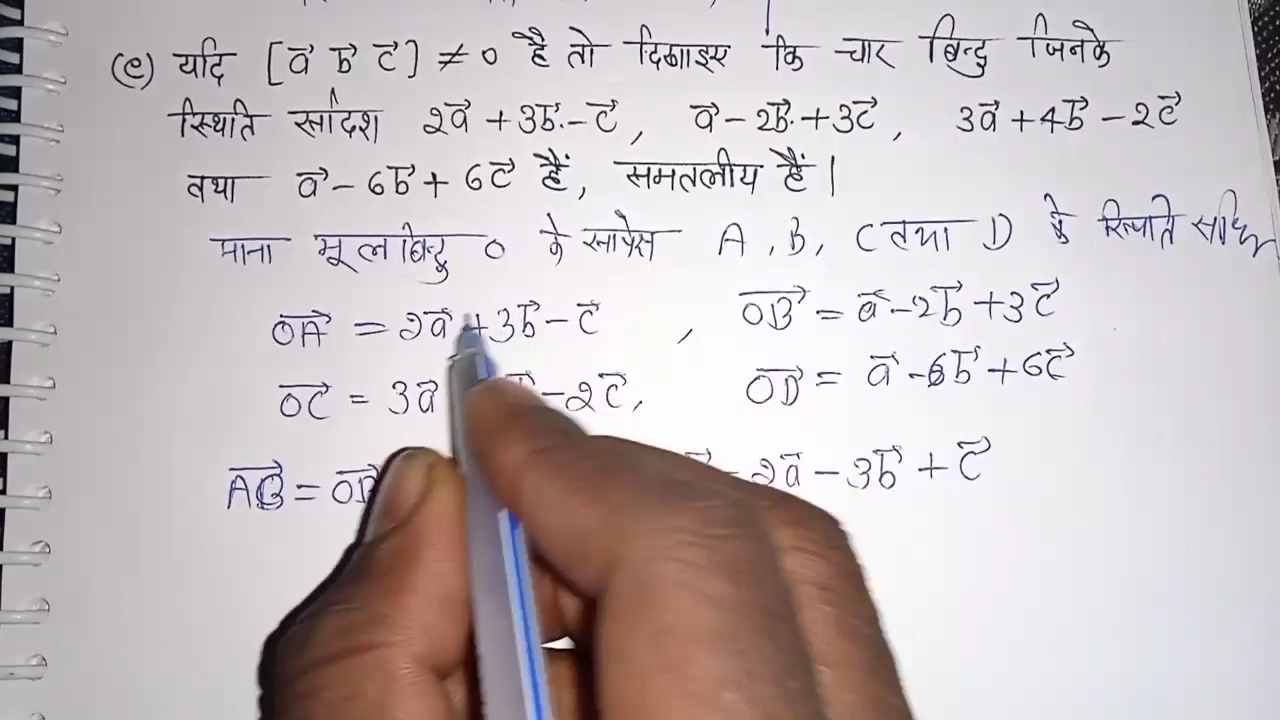 (e) यदि [a⃗ b⃗ c⃗] ≠ 0 है तो दिखाइए कि चार बिन्दु जिनके
स्थिति सदिश 2a⃗ + 3b⃗ - c⃗, a⃗ - 2b⃗ + 3c⃗, 3a⃗ + 4b⃗ - 2c⃗
तथा a⃗ - 6b⃗ + 6c⃗ हैं, समतलीय हैं |
माना मूल बिन्दु O के सापेक्ष A, B, C तथा D के स्थिति सदिश
OA⃗ = 2a⃗ + 3b⃗ - c⃗, OB⃗ = a⃗ - 2b⃗ + 3c⃗
OC⃗ = 3a⃗ - 2c⃗, OD⃗ = a⃗ - 6b⃗ + 6c⃗
AB⃗ = - 2a⃗ - 3b⃗ + c⃗